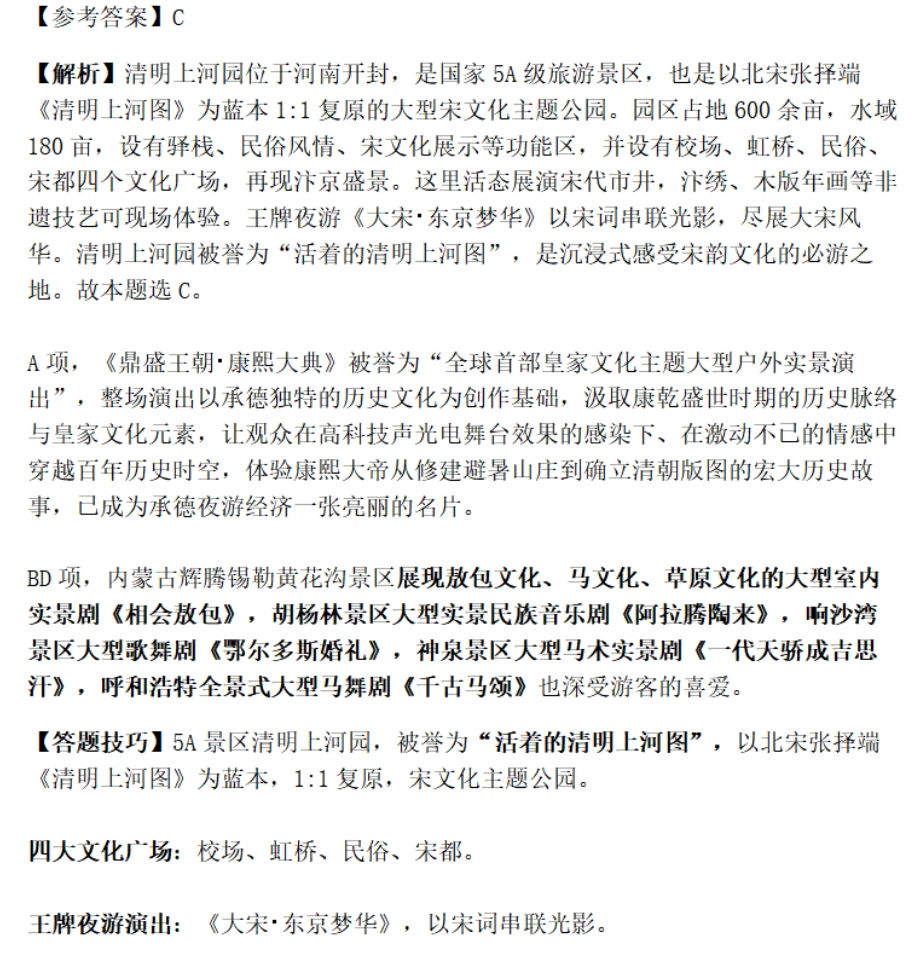 【参考答案】C
【解析】清明上河园位于河南开封，是国家 5A 级旅游景区，也是以北宋张择端
《清明上河图》为蓝本 1:1 复原的大型宋文化主题公园。园区占地 600 余亩，水域
180 亩，设有驿栈、民俗风情、宋文化展示等功能区，并设有校场、虹桥、民俗、
宋都四个文化广场，再现汴京盛景。这里活态展演宋代市井，汴绣、木版年画等非
遗技艺可现场体验。王牌夜游《大宋·东京梦华》以宋词串联光影，尽展大宋风
华。清明上河园被誉为“活着的清明上河图”，是沉浸式感受宋韵文化的必游之
地。故本题选 C。
A 项，《鼎盛王朝·康熙大典》被誉为“全球首部皇家文化主题大型户外实景演
出”，整场演出以承德独特的历史文化为创作基础，汲取康乾盛世时期的历史脉络
与皇家文化元素，让观众在高科技声光电舞台效果的感染下、在激动不已的情感中
穿越百年历史时空，体验康熙大帝从修建避暑山庄到确立清朝版图的宏大历史故
事，已成为承德夜游经济一张亮丽的名片。
BD 项，内蒙古辉腾锡勒黄花沟景区展现敖包文化、马文化、草原文化的大型室内
实景剧《相会敖包》，胡杨林景区大型实景民族音乐剧《阿拉腾陶来》，响沙湾
景区大型歌舞剧《鄂尔多斯婚礼》，神泉景区大型马术实景剧《一代天骄成吉思
汗》，呼和浩特全景式大型马舞剧《千古马颂》也深受游客的喜爱。
【答题技巧】5A 景区清明上河园，被誉为“活着的清明上河图”，以北宋张择端
《清明上河图》为蓝本，1:1 复原，宋文化主题公园。
四大文化广场：校场、虹桥、民俗、宋都。
王牌夜游演出：《大宋·东京梦华》，以宋词串联光影。